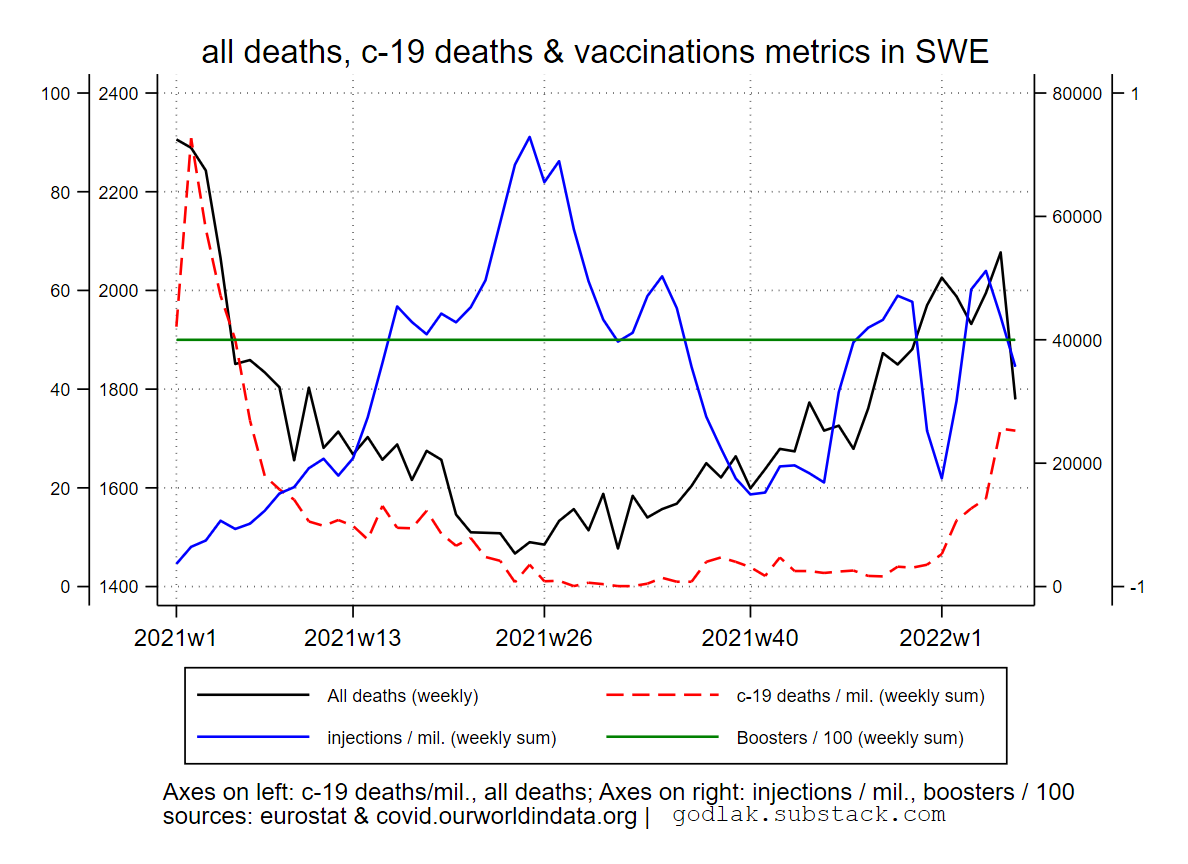 all deaths, c-19 deaths & vaccinations metrics in SWE
100 2400 80000 1
80 2200
60000
60 2000
40000
40 1800
20000
20 1600
0 1400 0 -1
2021w1 2021w13 2021w26 2021w40 2022w1
All deaths (weekly) c-19 deaths / mil. (weekly sum)
injections / mil. (weekly sum) Boosters / 100 (weekly sum)
Axes on left: c-19 deaths/mil., all deaths; Axes on right: injections / mil., boosters / 100
sources: eurostat & covid.ourworldindata.org | godlak.substack.com